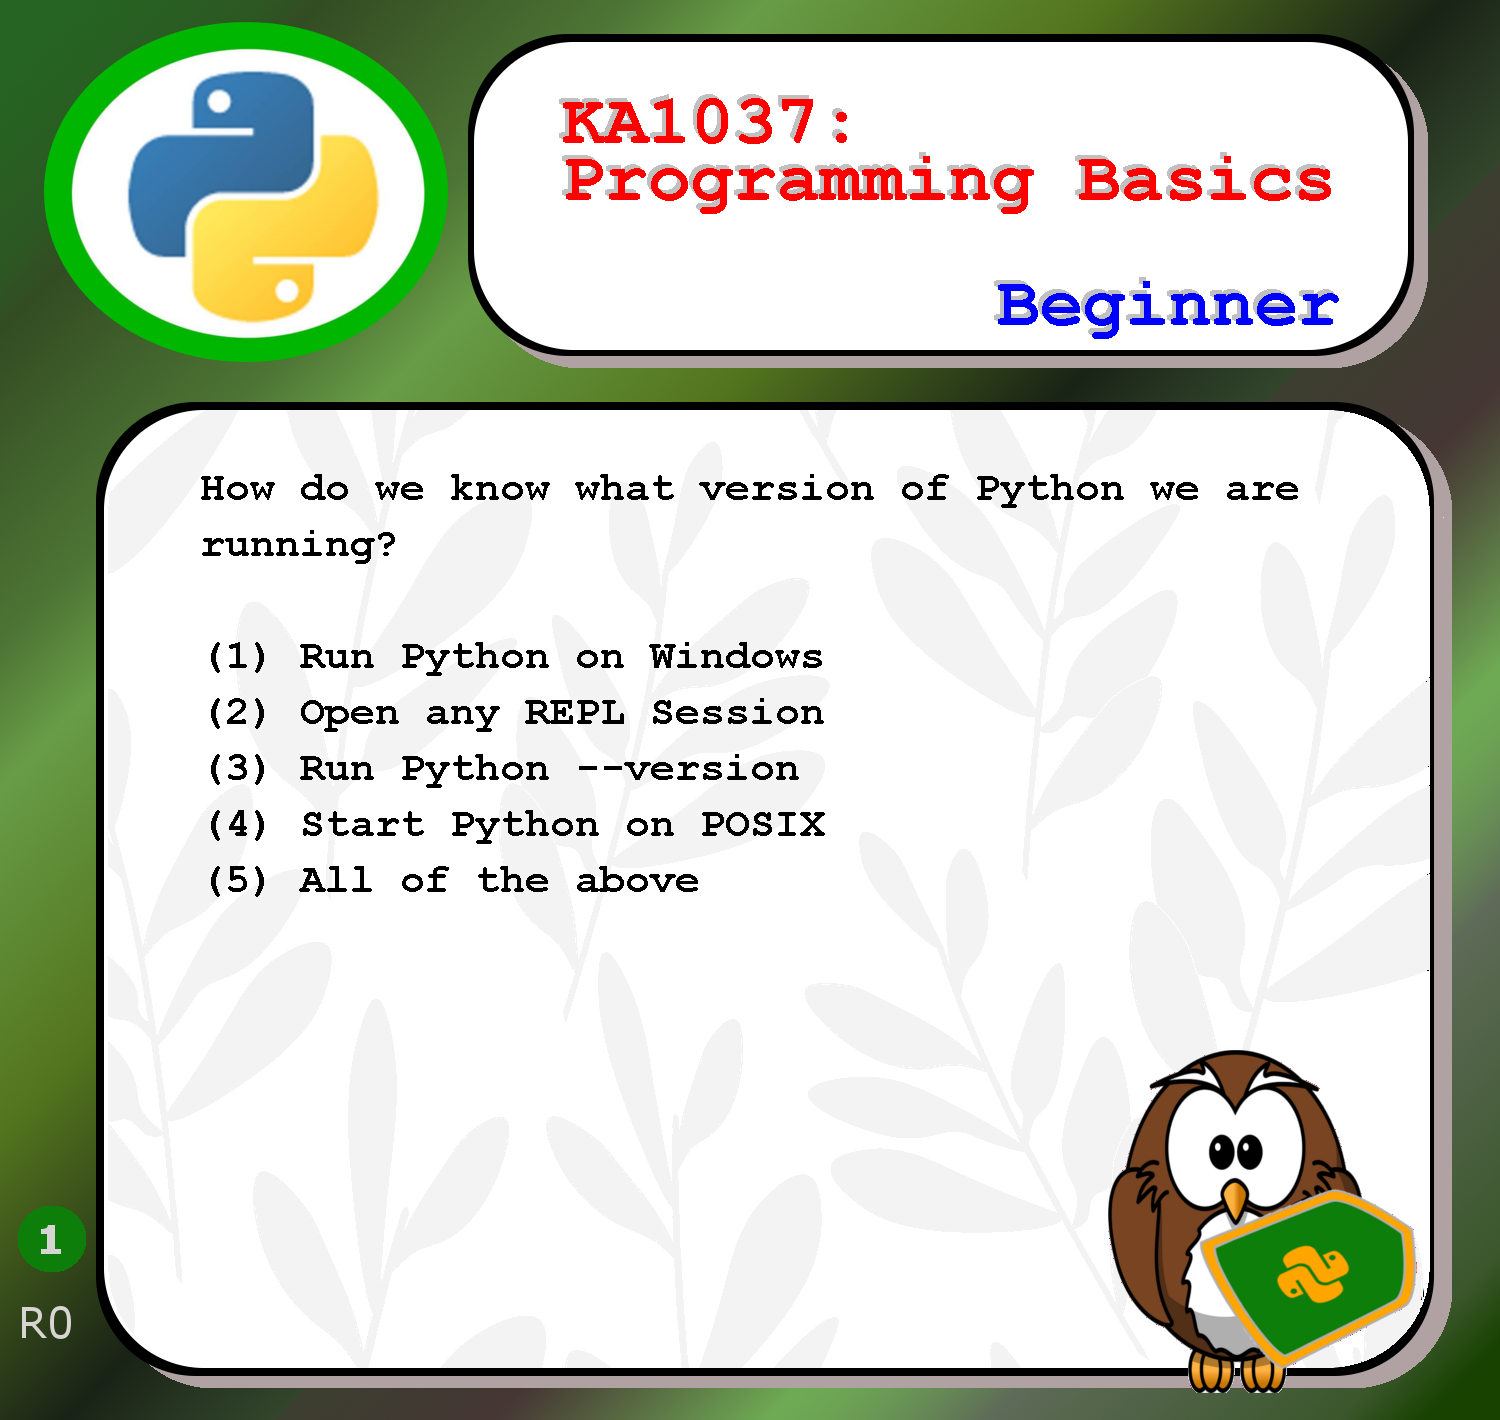 KA1037:
Programming Basics
Beginner
How do we know what version of Python we are
running?
(1) Run Python on Windows
(2) Open any REPL Session
(3) Run Python --version
(4) Start Python on POSIX
(5) All of the above
1
R0